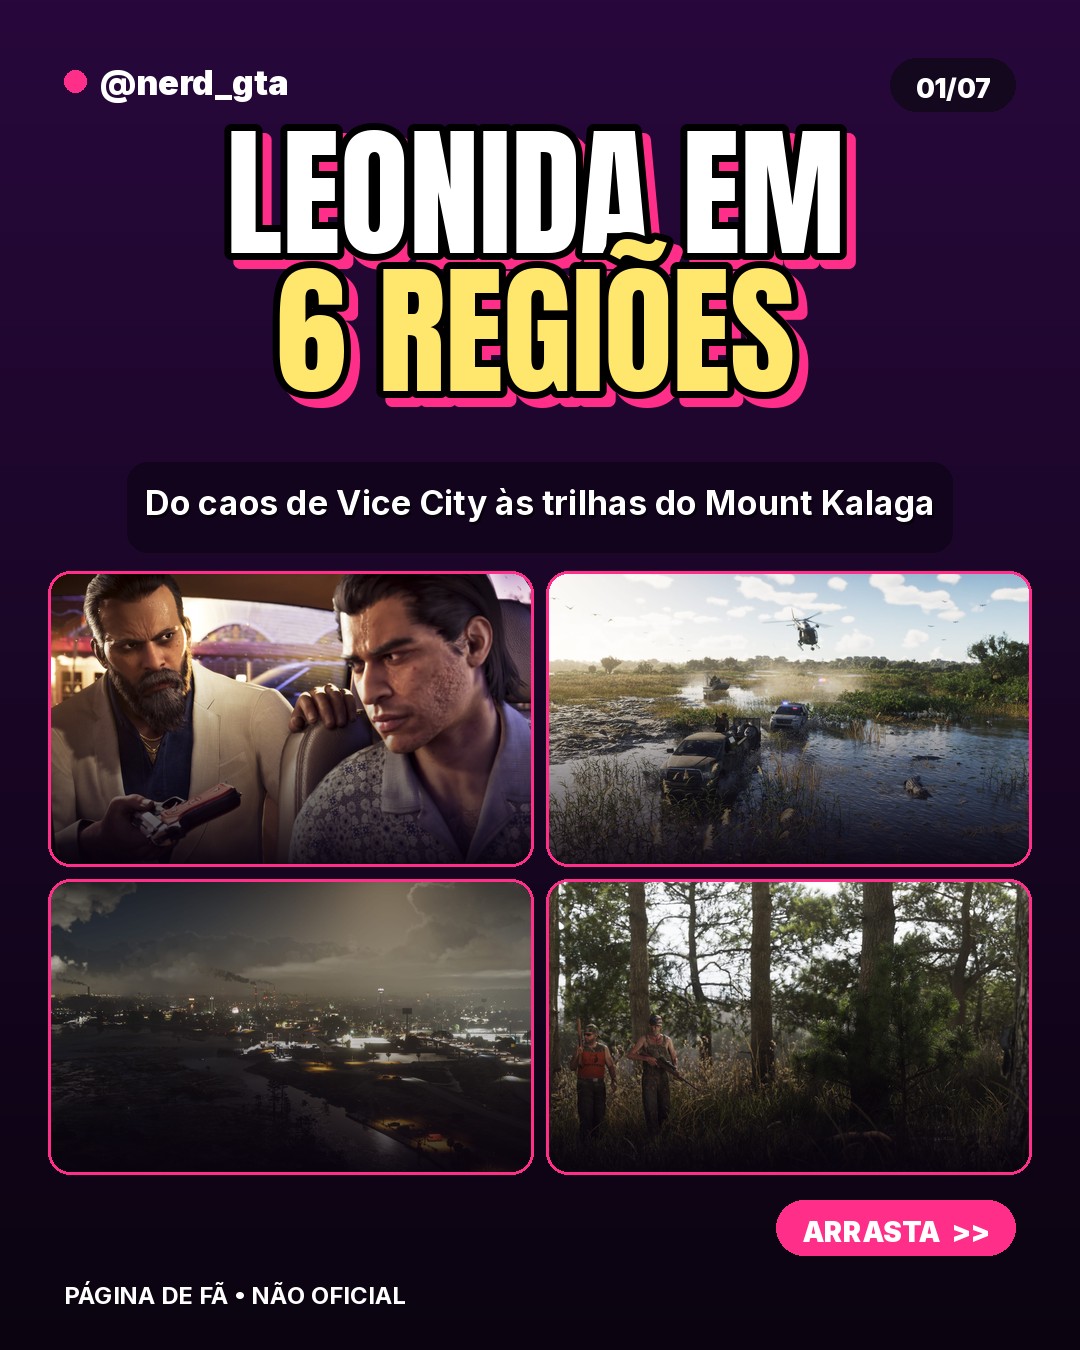 @nerd_gta
01/07
LEONIDA EM
6 REGIÕES
Do caos de Vice City às trilhas do Mount Kalaga
ARRASTA >>
PÁGINA DE FÃ • NÃO OFICIAL